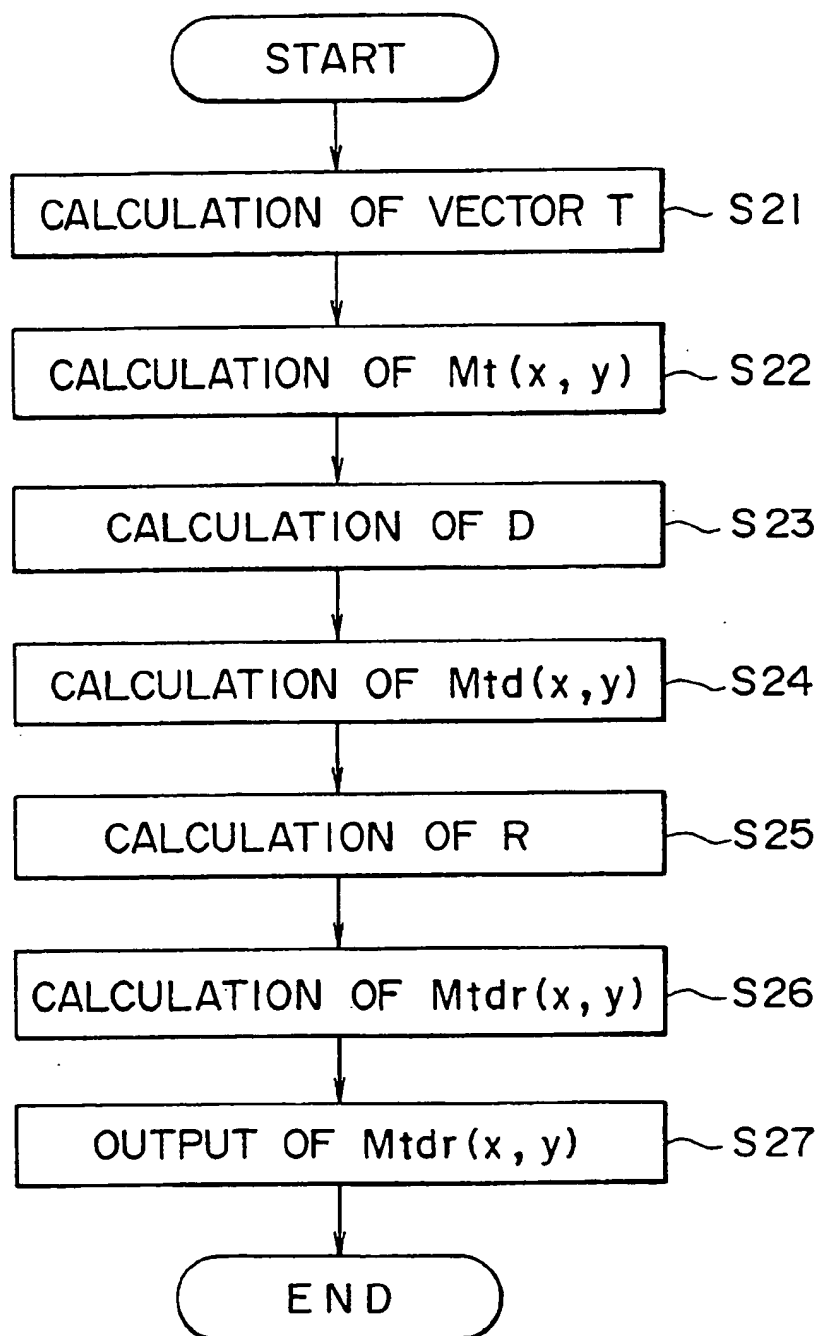 START
CALCULATION OF VECTOR T S21
CALCULATION OF Mt(x, y) S22
CALCULATION OF D S23
CALCULATION OF Mtd(x,y) S24
CALCULATION OF R S25
CALCULATION OF Mtdr(x, y) S26
OUTPUT OF Mtdr(x, y) S27
END